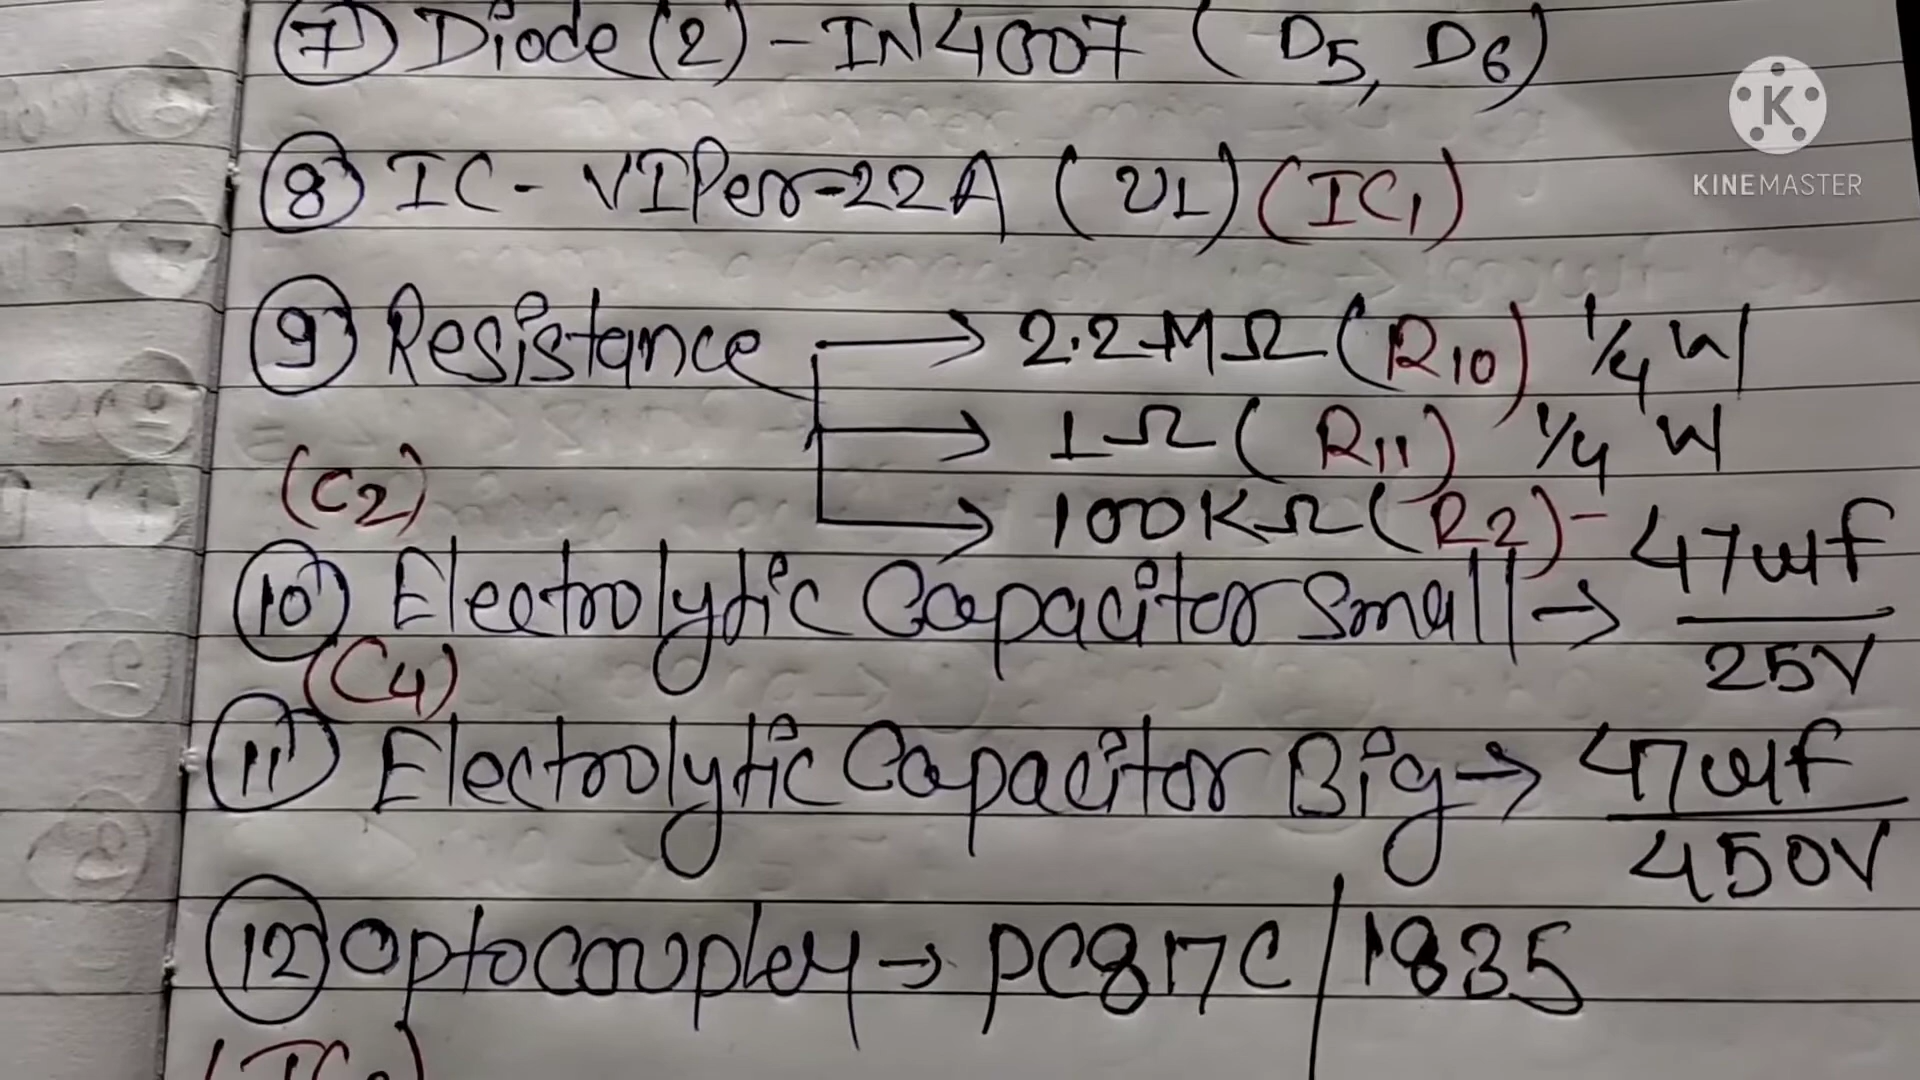 ⑦ Diode (2) - IN4007 ( D5, D6)
K
KINEMASTER
⑧ IC - VIPer-22A (U1) (IC1)
⑨ Resistance → 2.2MΩ (R10) 1/4 W
→ 1Ω (R11) 1/4 W
(C2)
→ 100KΩ (R2) -
⑩ Electrolytic Capacitor Small → 47uf/25V
(C4)
⑪ Electrolytic Capacitor Big → 47uf/450V
⑫ Optocoupler → PC817C / 1835